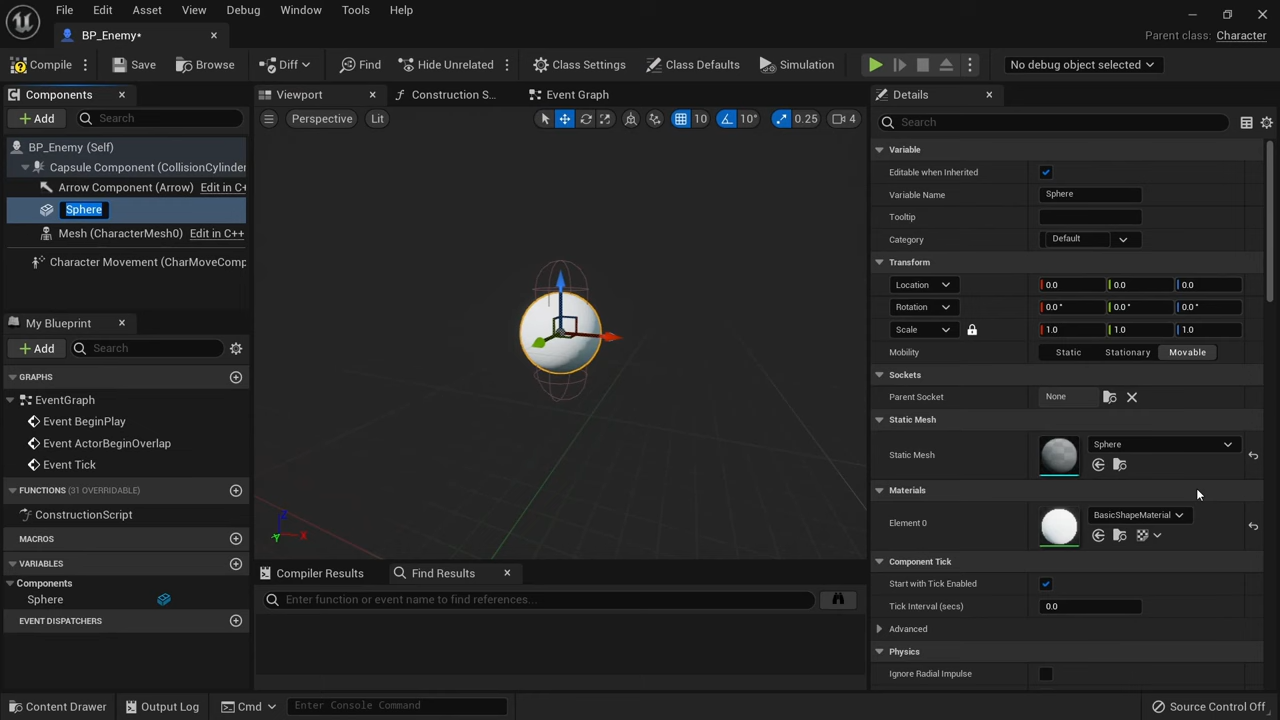 File Edit Asset View Debug Window Tools Help
BP_Enemy*
Parent class: Character
Compile Save Browse Diff Find Hide Unrelated Class Settings Class Defaults Simulation No debug object selected
Components
Add Search
BP_Enemy (Self)
Capsule Component (CollisionCylinder
Arrow Component (Arrow) Edit in C+
Sphere
Mesh (CharacterMesh0) Edit in C++
Character Movement (CharMoveComp
My Blueprint
Add Search
GRAPHS
EventGraph
Event BeginPlay
Event ActorBeginOverlap
Event Tick
FUNCTIONS (31 OVERRIDABLE)
ConstructionScript
MACROS
VARIABLES
Components
Sphere
EVENT DISPATCHERS
Viewport Construction S... Event Graph
Perspective Lit 10 10° 0.25 4
Z
X
Y
Compiler Results Find Results
Enter function or event name to find references...
Details
Search
Variable
Editable when Inherited
Variable Name Sphere
Tooltip
Category Default
Transform
Location 0.0 0.0 0.0
Rotation 0.0° 0.0° 0.0°
Scale 1.0 1.0 1.0
Mobility Static Stationary Movable
Sockets
Parent Socket None
Static Mesh
Static Mesh Sphere
Materials
Element 0 BasicShapeMaterial
Component Tick
Start with Tick Enabled
Tick Interval (secs) 0.0
Advanced
Physics
Ignore Radial Impulse
Content Drawer Output Log Cmd Enter Console Command Source Control Off